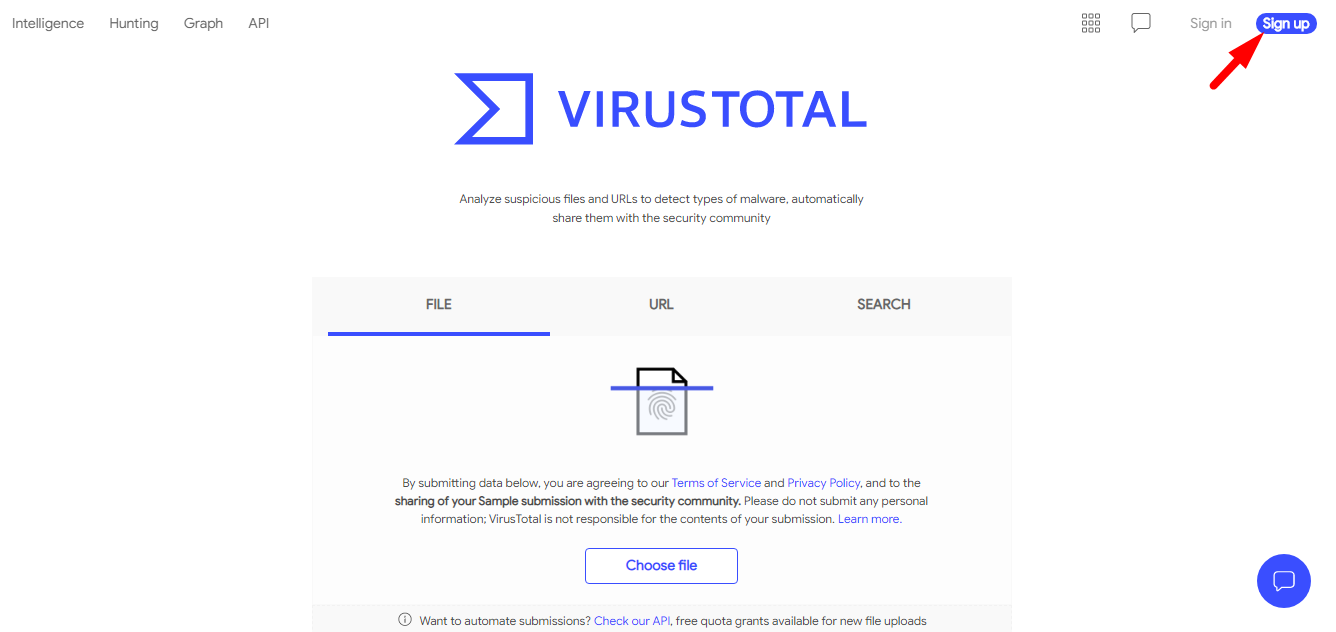 Intelligence Hunting Graph API Sign in Sign up
VIRUSTOTAL
Analyze suspicious files and URLs to detect types of malware, automatically
share them with the security community
FILE URL SEARCH
By submitting data below, you are agreeing to our Terms of Service and Privacy Policy, and to the
sharing of your Sample submission with the security community. Please do not submit any personal
information; VirusTotal is not responsible for the contents of your submission. Learn more.
Choose file
Want to automate submissions? Check our API, free quota grants available for new file uploads